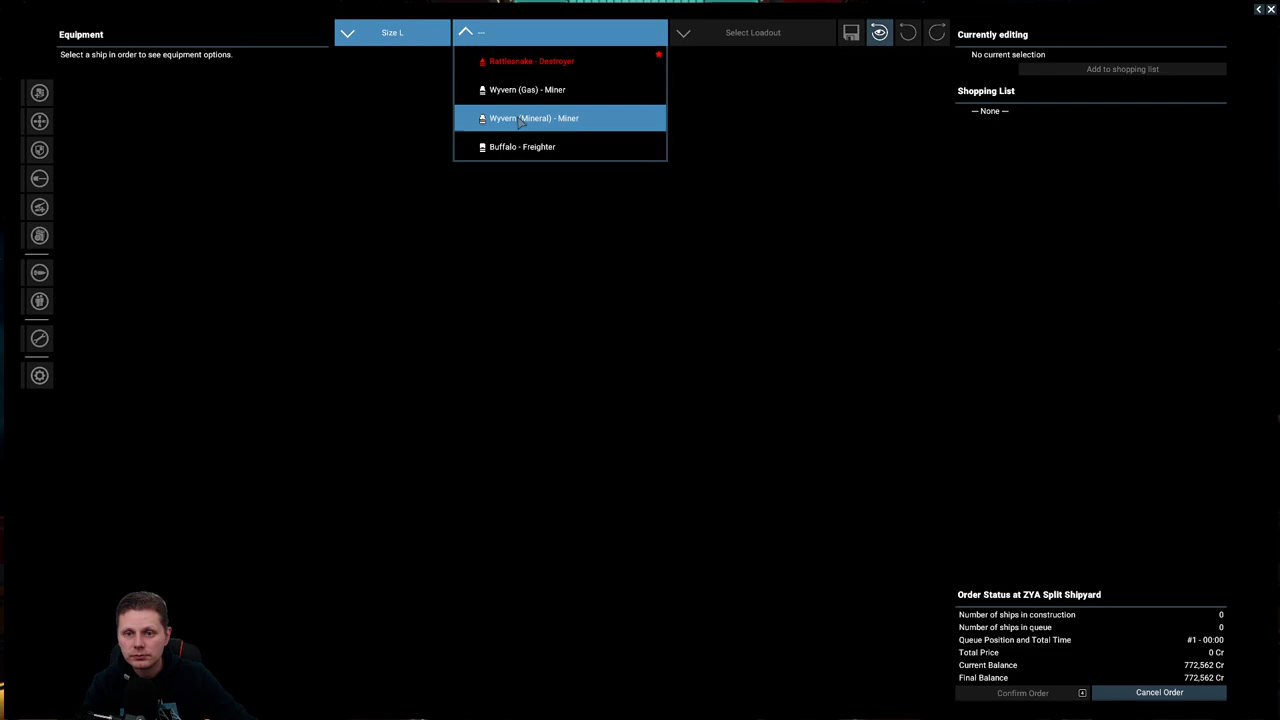 Equipment
Select a ship in order to see equipment options.
Size L
---
Select Loadout
Rattlesnake - Destroyer
Wyvern (Gas) - Miner
Wyvern (Mineral) - Miner
Buffalo - Freighter
Currently editing
No current selection
Add to shopping list
Shopping List
--- None ---
Order Status at ZYA Split Shipyard
Number of ships in construction 0
Number of ships in queue 0
Queue Position and Total Time #1 - 00:00
Total Price 0 Cr
Current Balance 772,562 Cr
Final Balance 772,562 Cr
Confirm Order
Cancel Order